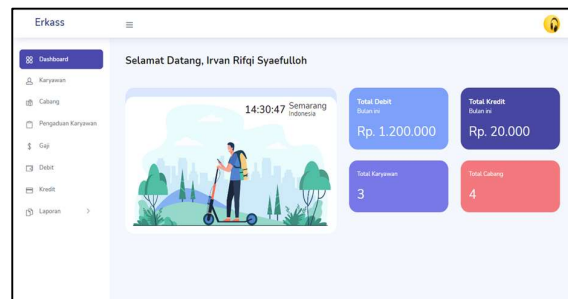 Erkass
Dashboard
Karyawan
Cabang
Pengaduan Karyawan
Gaji
Debit
Kredit
Laporan
Selamat Datang, Irvan Rifqi Syaefulloh
14:30:47 Semarang
Indonesia
Total Debit
Bulan ini
Rp. 1.200.000
Total Kredit
Bulan ini
Rp. 20.000
Total Karyawan
3
Total Cabang
4